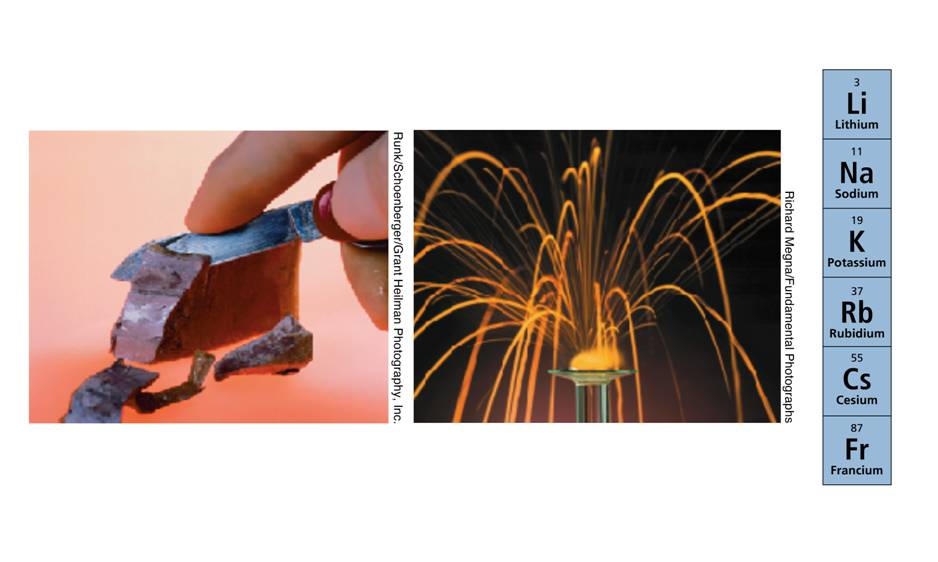 Runk/Schoenberger/Grant Heilman Photography, Inc.
Richard Megna/Fundamental Photographs
3
Li
Lithium
11
Na
Sodium
19
K
Potassium
37
Rb
Rubidium
55
Cs
Cesium
87
Fr
Francium